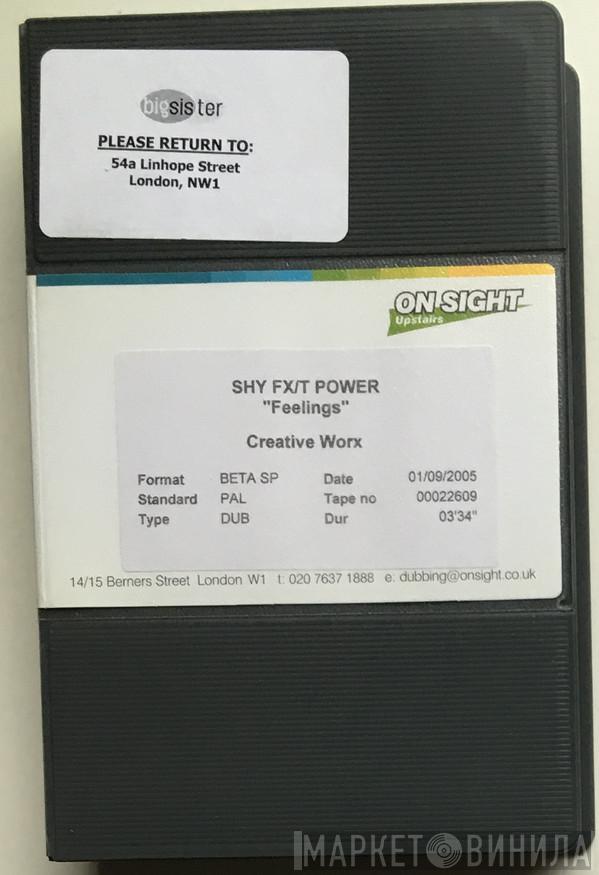 bigsister
PLEASE RETURN TO:
54a Linhope Street
London, NW1
ON SIGHT
Upstairs
SHY FX/T POWER
"Feelings"
Creative Worx
Format BETA SP Date 01/09/2005
Standard PAL Tape no 00022609
Type DUB Dur 03'34"
14/15 Berners Street London W1 t: 020 7637 1888 e: dubbing@onsight.co.uk
МАРКЕТ ВИНИЛА